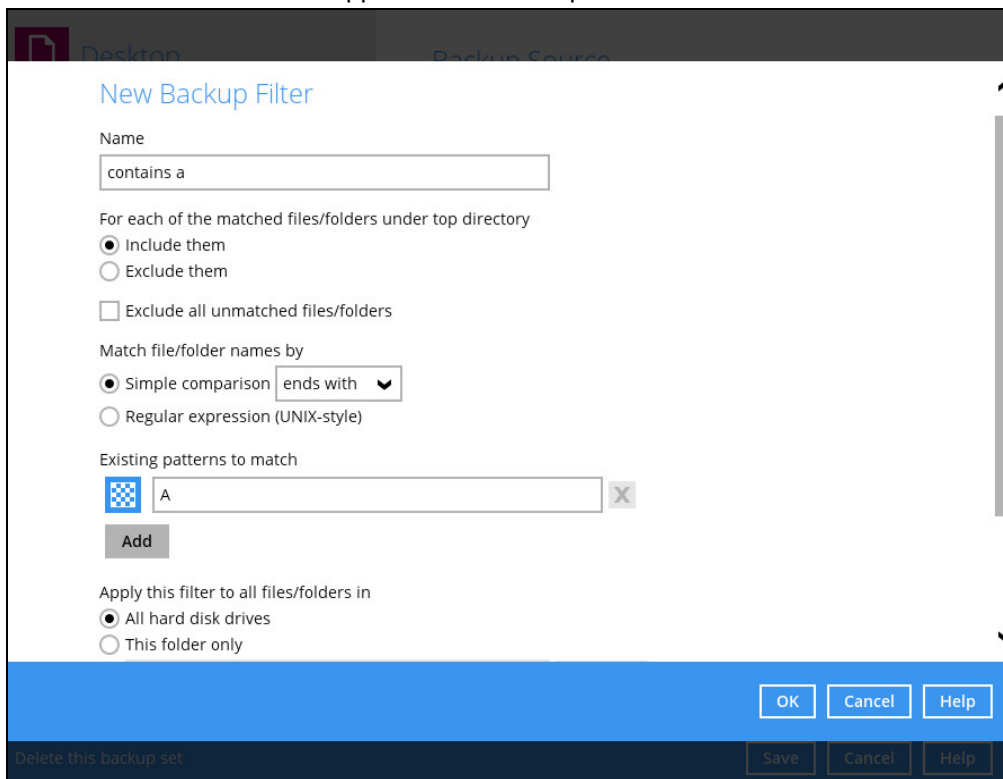 Desktop
Backup Source
New Backup Filter
Name
contains a
For each of the matched files/folders under top directory
Include them
Exclude them
Exclude all unmatched files/folders
Match file/folder names by
Simple comparison ends with
Regular expression (UNIX-style)
Existing patterns to match
A X
Add
Apply this filter to all files/folders in
All hard disk drives
This folder only
OK Cancel Help
Delete this backup set Save Cancel Help